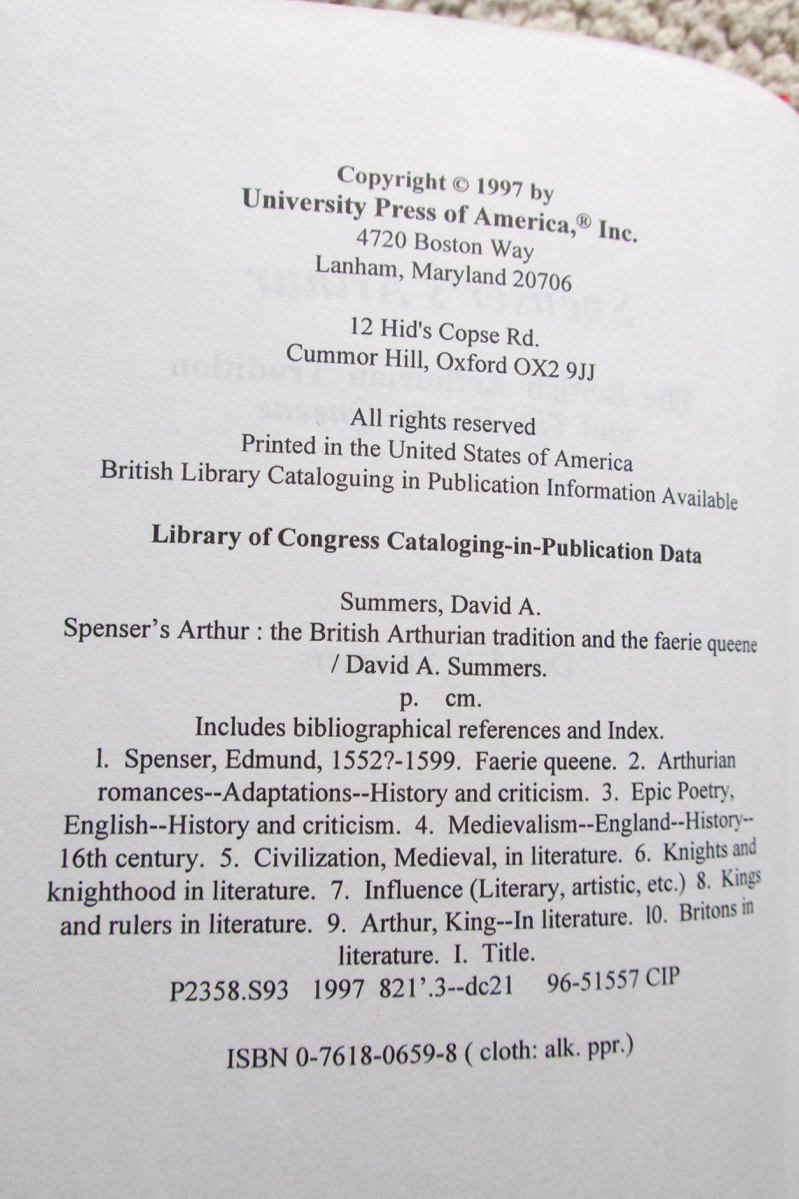 Copyright © 1997 by
University Press of America,® Inc.
4720 Boston Way
Lanham, Maryland 20706
12 Hid's Copse Rd.
Cummor Hill, Oxford OX2 9JJ
All rights reserved
Printed in the United States of America
British Library Cataloguing in Publication Information Available
Library of Congress Cataloging-in-Publication Data
Summers, David A.
Spenser's Arthur : the British Arthurian tradition and the faerie queene
/ David A. Summers.
p. cm.
Includes bibliographical references and Index.
l. Spenser, Edmund, 1552?-1599. Faerie queene. 2. Arthurian
romances--Adaptations--History and criticism. 3. Epic Poetry,
English--History and criticism. 4. Medievalism--England--History--
16th century. 5. Civilization, Medieval, in literature. 6. Knights and
knighthood in literature. 7. Influence (Literary, artistic, etc.) 8. Kings
and rulers in literature. 9. Arthur, King--In literature. l0. Britons in
literature. I. Title.
P2358.S93 1997 821'.3--dc21 96-51557 CIP
ISBN 0-7618-0659-8 ( cloth: alk. ppr.)